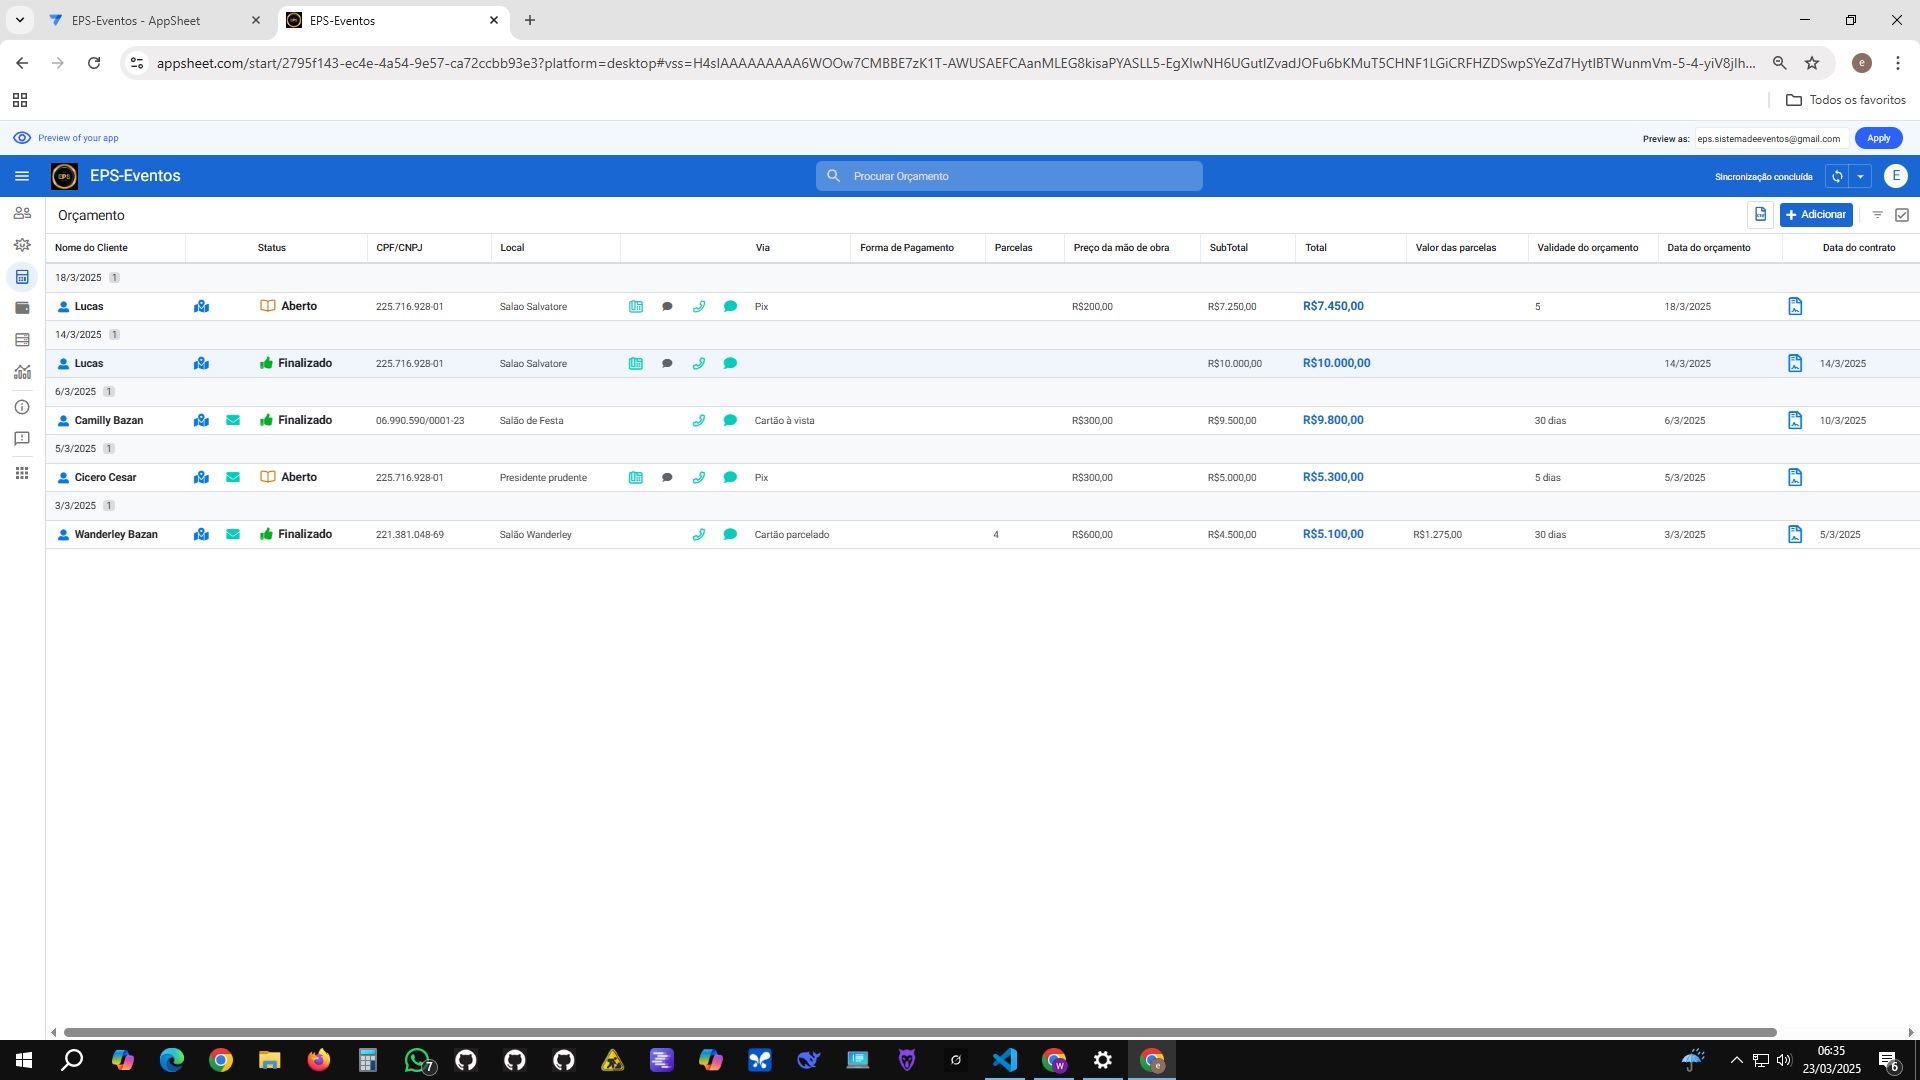 EPS-Eventos - AppSheet
EPS-Eventos
appsheet.com/start/2795f143-ec4e-4a54-9e57-ca72ccbb93e3?platform=desktop#vss=H4sIAAAAAAAAA6WOOw7CMBBE7zK1T-AWUSAEFCAanMLEG8kisaPYASLL5-EgXIwNH6UGutIZvadJOFu6bKMuT5CHNF1LGiCRFHZDSwpSYeZd7HytIBTWunmVm-5-4-yiV8jIh...
Todos os favoritos
Preview of your app
Preview as: eps.sistemadeeventos@gmail.com Apply
EPS-Eventos
Procurar Orçamento
Sincronização concluída
E
Orçamento
Adicionar
Nome do Cliente Status CPF/CNPJ Local Via Forma de Pagamento Parcelas Preço da mão de obra SubTotal Total Valor das parcelas Validade do orçamento Data do orçamento Data do contrato
18/3/2025 1
Lucas Aberto 225.716.928-01 Salao Salvatore Pix R$200,00 R$7.250,00 R$7.450,00 5 18/3/2025
14/3/2025 1
Lucas Finalizado 225.716.928-01 Salao Salvatore R$10.000,00 R$10.000,00 14/3/2025 14/3/2025
6/3/2025 1
Camilly Bazan Finalizado 06.990.590/0001-23 Salão de Festa Cartão à vista R$300,00 R$9.500,00 R$9.800,00 30 dias 6/3/2025 10/3/2025
5/3/2025 1
Cicero Cesar Aberto 225.716.928-01 Presidente prudente Pix R$300,00 R$5.000,00 R$5.300,00 5 dias 5/3/2025
3/3/2025 1
Wanderley Bazan Finalizado 221.381.048-69 Salão Wanderley Cartão parcelado 4 R$600,00 R$4.500,00 R$5.100,00 R$1.275,00 30 dias 3/3/2025 5/3/2025
06:35
23/03/2025
7
6